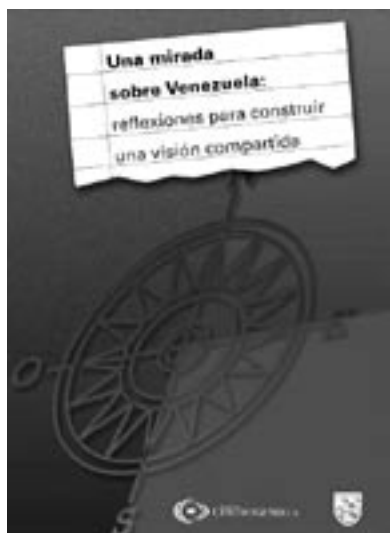 Una mirada
sobre Venezuela:
reflexiones para construir
una visión compartida
O
S